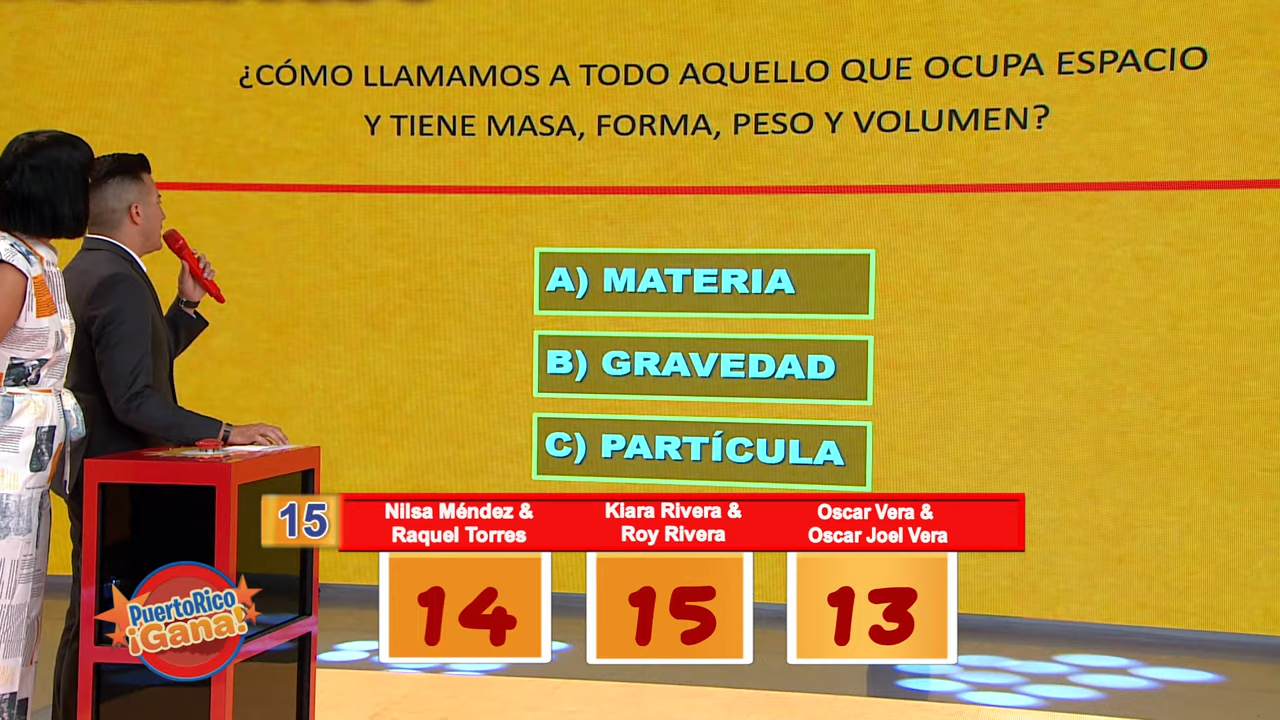 ¿CÓMO LLAMAMOS A TODO AQUELLO QUE OCUPA ESPACIO
Y TIENE MASA, FORMA, PESO Y VOLUMEN?
A) MATERIA
B) GRAVEDAD
C) PARTÍCULA
15
Nilsa Méndez &
Raquel Torres
Kiara Rivera &
Roy Rivera
Oscar Vera &
Oscar Joel Vera
14
15
13
PuertoRico
¡Gana!